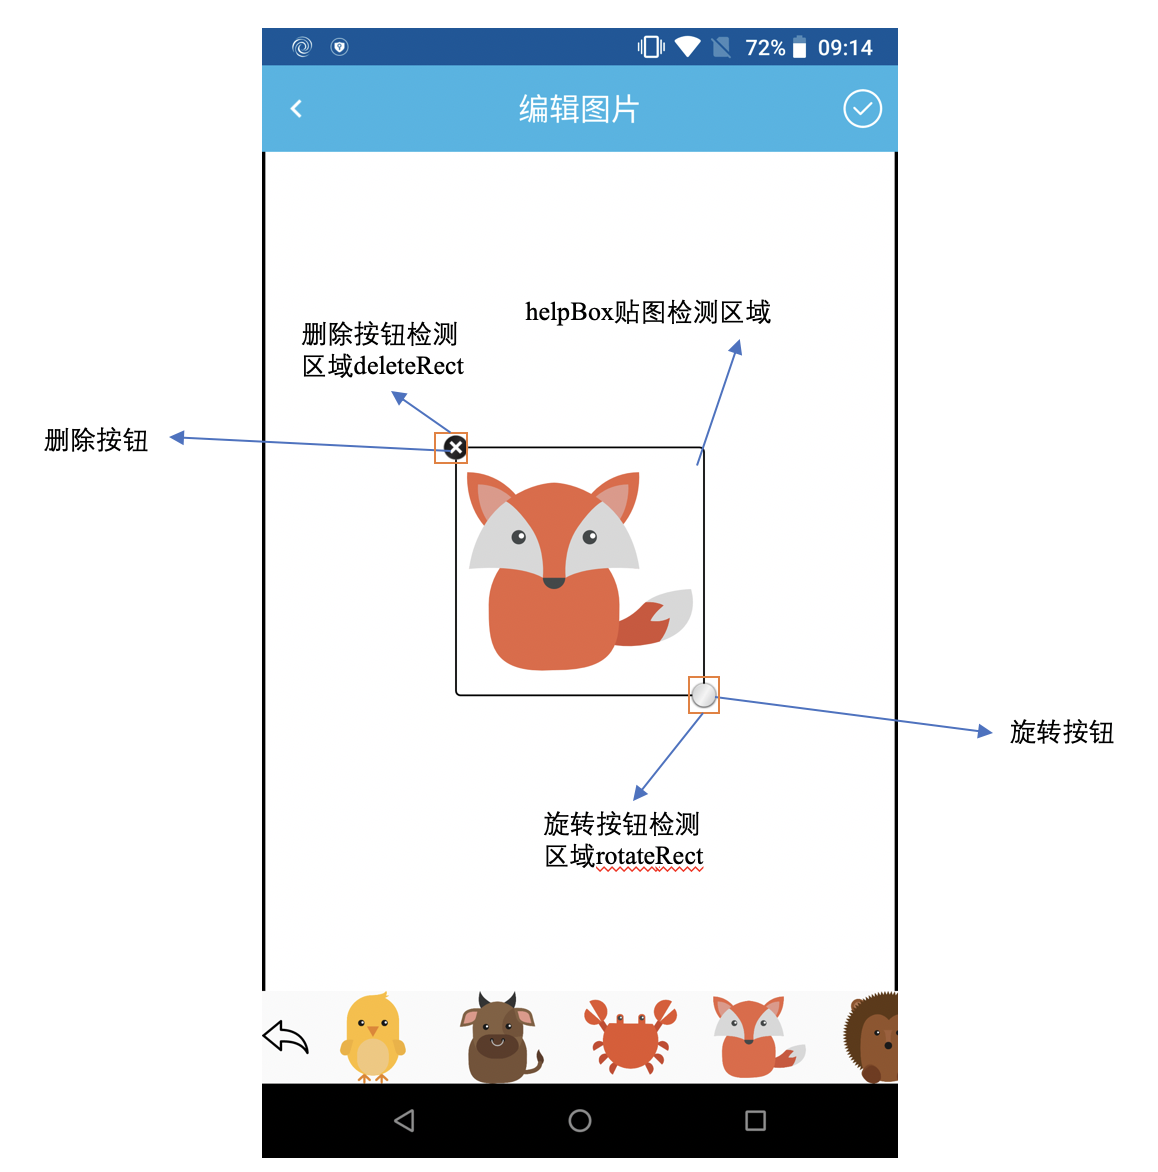 72% 09:14
编辑图片
helpBox贴图检测区域
删除按钮检测
区域deleteRect
删除按钮
旋转按钮
旋转按钮检测
区域rotateRect